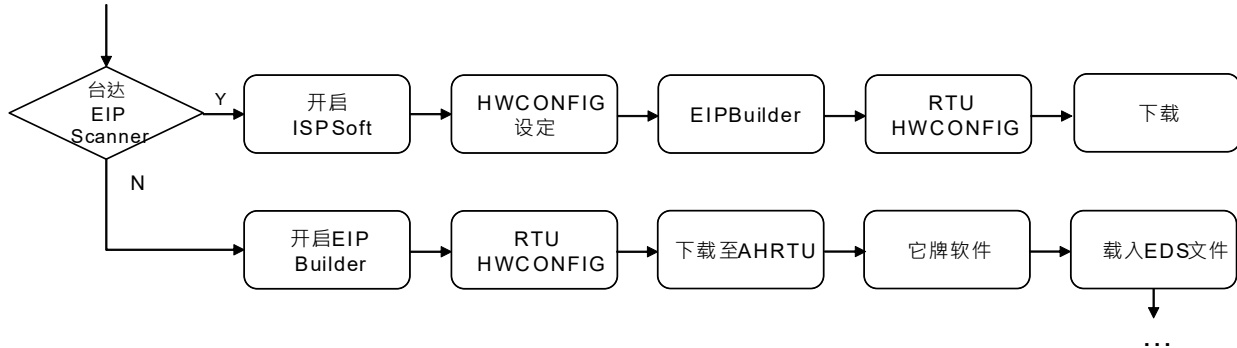 台达
EIP
Scanner
Y
开启
ISPSoft
HWCONFIG
设定
EIPBuilder
RTU
HWCONFIG
下载
N
开启EIP
Builder
RTU
HWCONFIG
下载至AHRTU
它牌软件
载入EDS文件
...